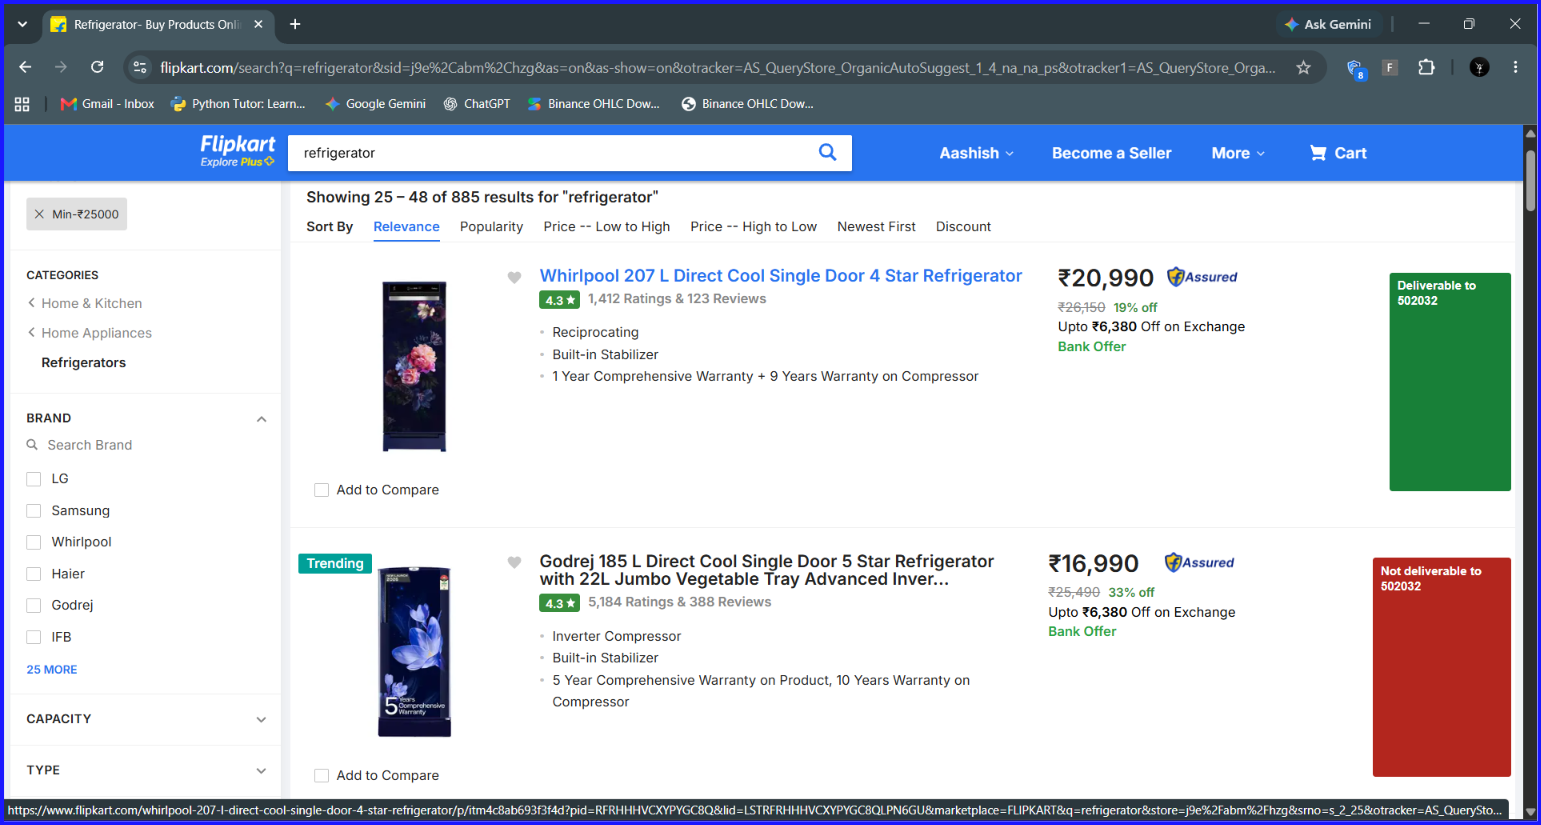 Refrigerator- Buy Products Onli
Ask Gemini
flipkart.com/search?q=refrigerator&sid=j9e%2Cabm%2Chzg&as=on&as-show=on&otracker=AS_QueryStore_OrganicAutoSuggest_1_4_na_na_ps&otracker1=AS_QueryStore_Orga...
8
F
Gmail - Inbox
Python Tutor: Learn...
Google Gemini
ChatGPT
Binance OHLC Dow...
Binance OHLC Dow...
Flipkart
Explore Plus
refrigerator
Aashish
Become a Seller
More
Cart
Min-₹25000
CATEGORIES
Home & Kitchen
Home Appliances
Refrigerators
BRAND
Search Brand
LG
Samsung
Whirlpool
Haier
Godrej
IFB
25 MORE
CAPACITY
TYPE
Showing 25 – 48 of 885 results for "refrigerator"
Sort By
Relevance
Popularity
Price -- Low to High
Price -- High to Low
Newest First
Discount
Whirlpool 207 L Direct Cool Single Door 4 Star Refrigerator
4.3 ★
1,412 Ratings & 123 Reviews
Reciprocating
Built-in Stabilizer
1 Year Comprehensive Warranty + 9 Years Warranty on Compressor
Add to Compare
₹20,990
Assured
₹26,150 19% off
Upto ₹6,380 Off on Exchange
Bank Offer
Deliverable to
502032
Trending
5 Years
Comprehensive
Warranty
Godrej 185 L Direct Cool Single Door 5 Star Refrigerator
with 22L Jumbo Vegetable Tray Advanced Inver...
4.3 ★
5,184 Ratings & 388 Reviews
Inverter Compressor
Built-in Stabilizer
5 Year Comprehensive Warranty on Product, 10 Years Warranty on
Compressor
Add to Compare
₹16,990
Assured
₹25,490 33% off
Upto ₹6,380 Off on Exchange
Bank Offer
Not deliverable to
502032
https://www.flipkart.com/whirlpool-207-l-direct-cool-single-door-4-star-refrigerator/p/itm4c8ab693f3f4d?pid=RFRHHHVCXYPYGC8Q&lid=LSTRFRHHHVCXYPYGC8QLPN6GU&marketplace=FLIPKART&q=refrigerator&store=j9e%2Fabm%2Fhzg&srno=s_2_25&otracker=AS_QuerySto...